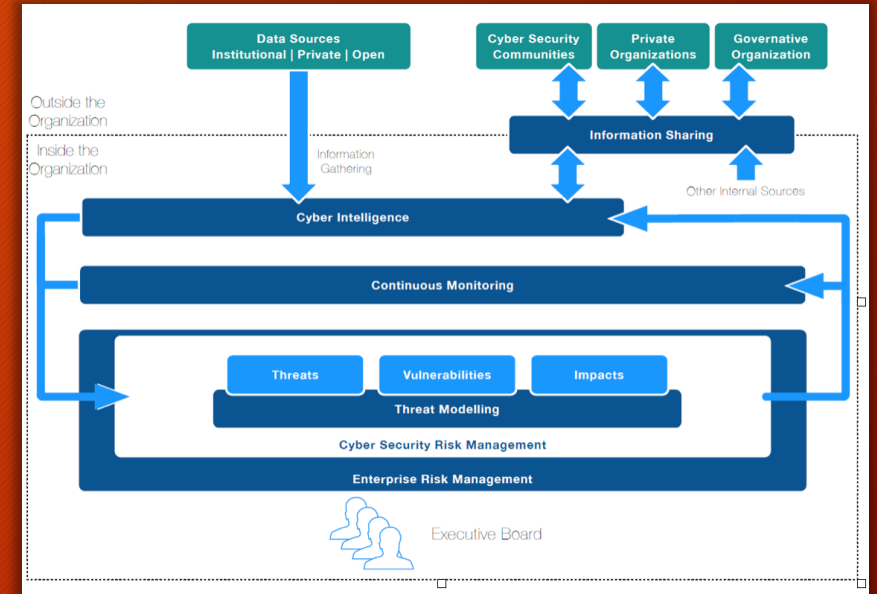 Data Sources
Institutional | Private | Open
Cyber Security
Communities
Private
Organizations
Governative
Organization
Outside the
Organization
Information Sharing
Inside the
Organization
Information
Gathering
Other Internal Sources
Cyber Intelligence
Continuous Monitoring
Threats
Vulnerabilities
Impacts
Threat Modelling
Cyber Security Risk Management
Enterprise Risk Management
Executive Board